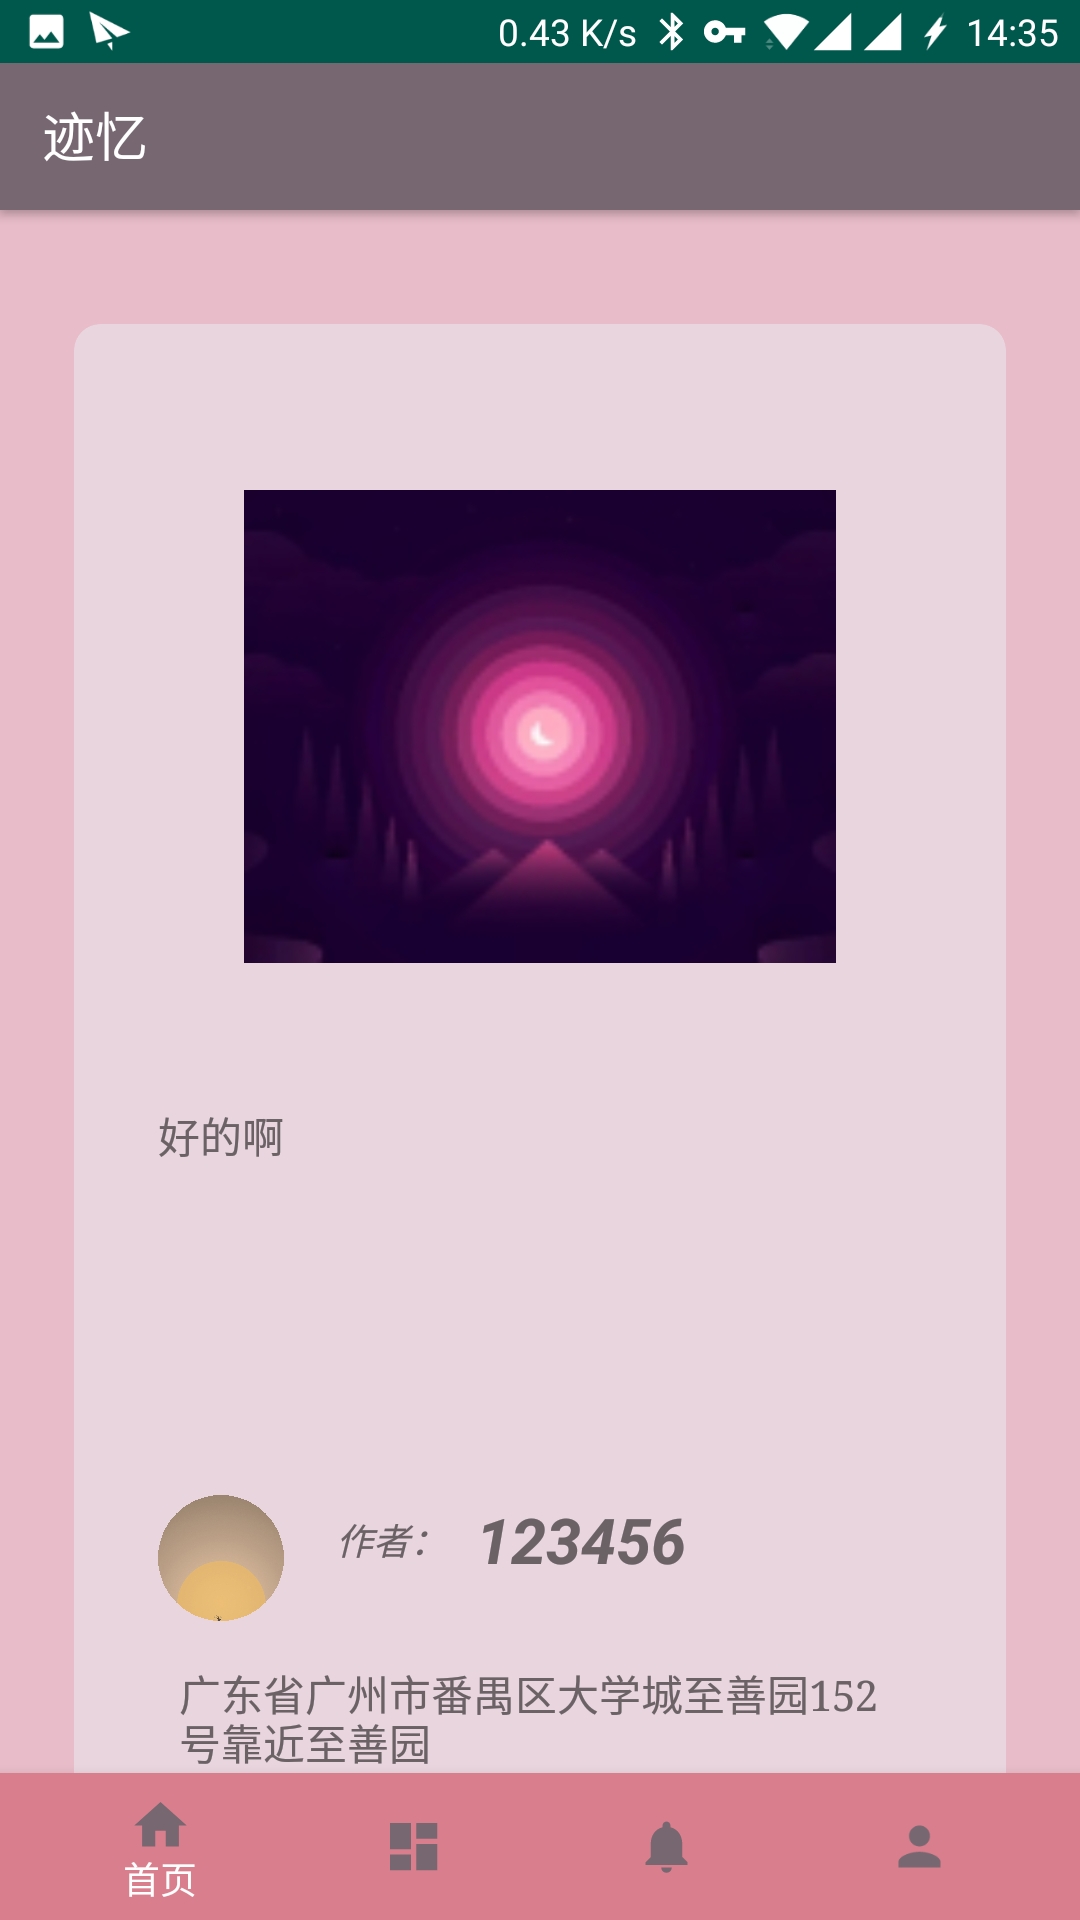 0.43 K/s 14:35
迹忆
好的啊
作者： 123456
广东省广州市番禺区大学城至善园152
号靠近至善园
首页